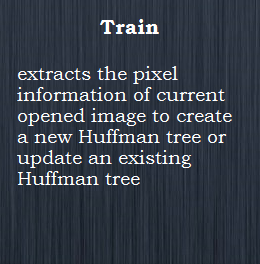 Train
extracts the pixel
information of current
opened image to create
a new Huffman tree or
update an existing
Huffman tree